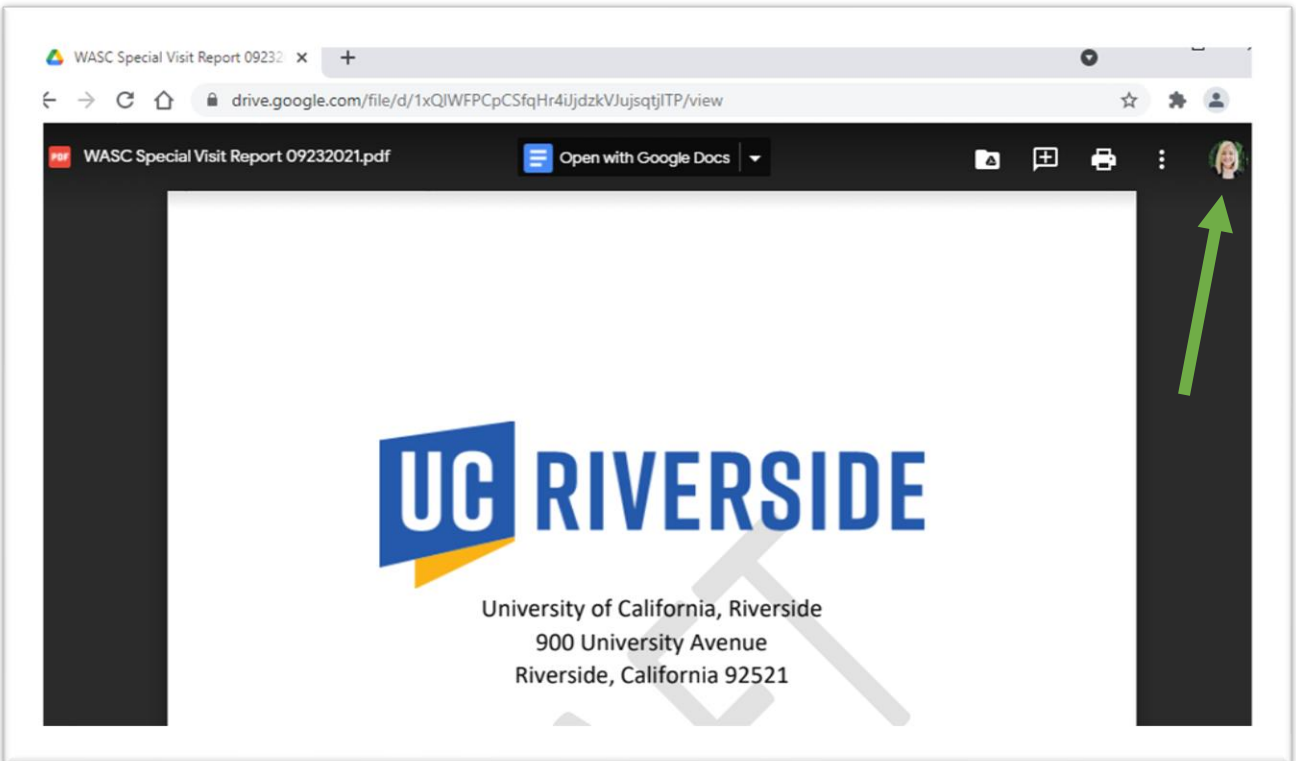 WASC Special Visit Report 09232
drive.google.com/file/d/1xQIWFPCpCSfqHr4iJjdzkVJujsqtjITP/view
PDF WASC Special Visit Report 09232021.pdf Open with Google Docs
UC RIVERSIDE
University of California, Riverside
900 University Avenue
Riverside, California 92521